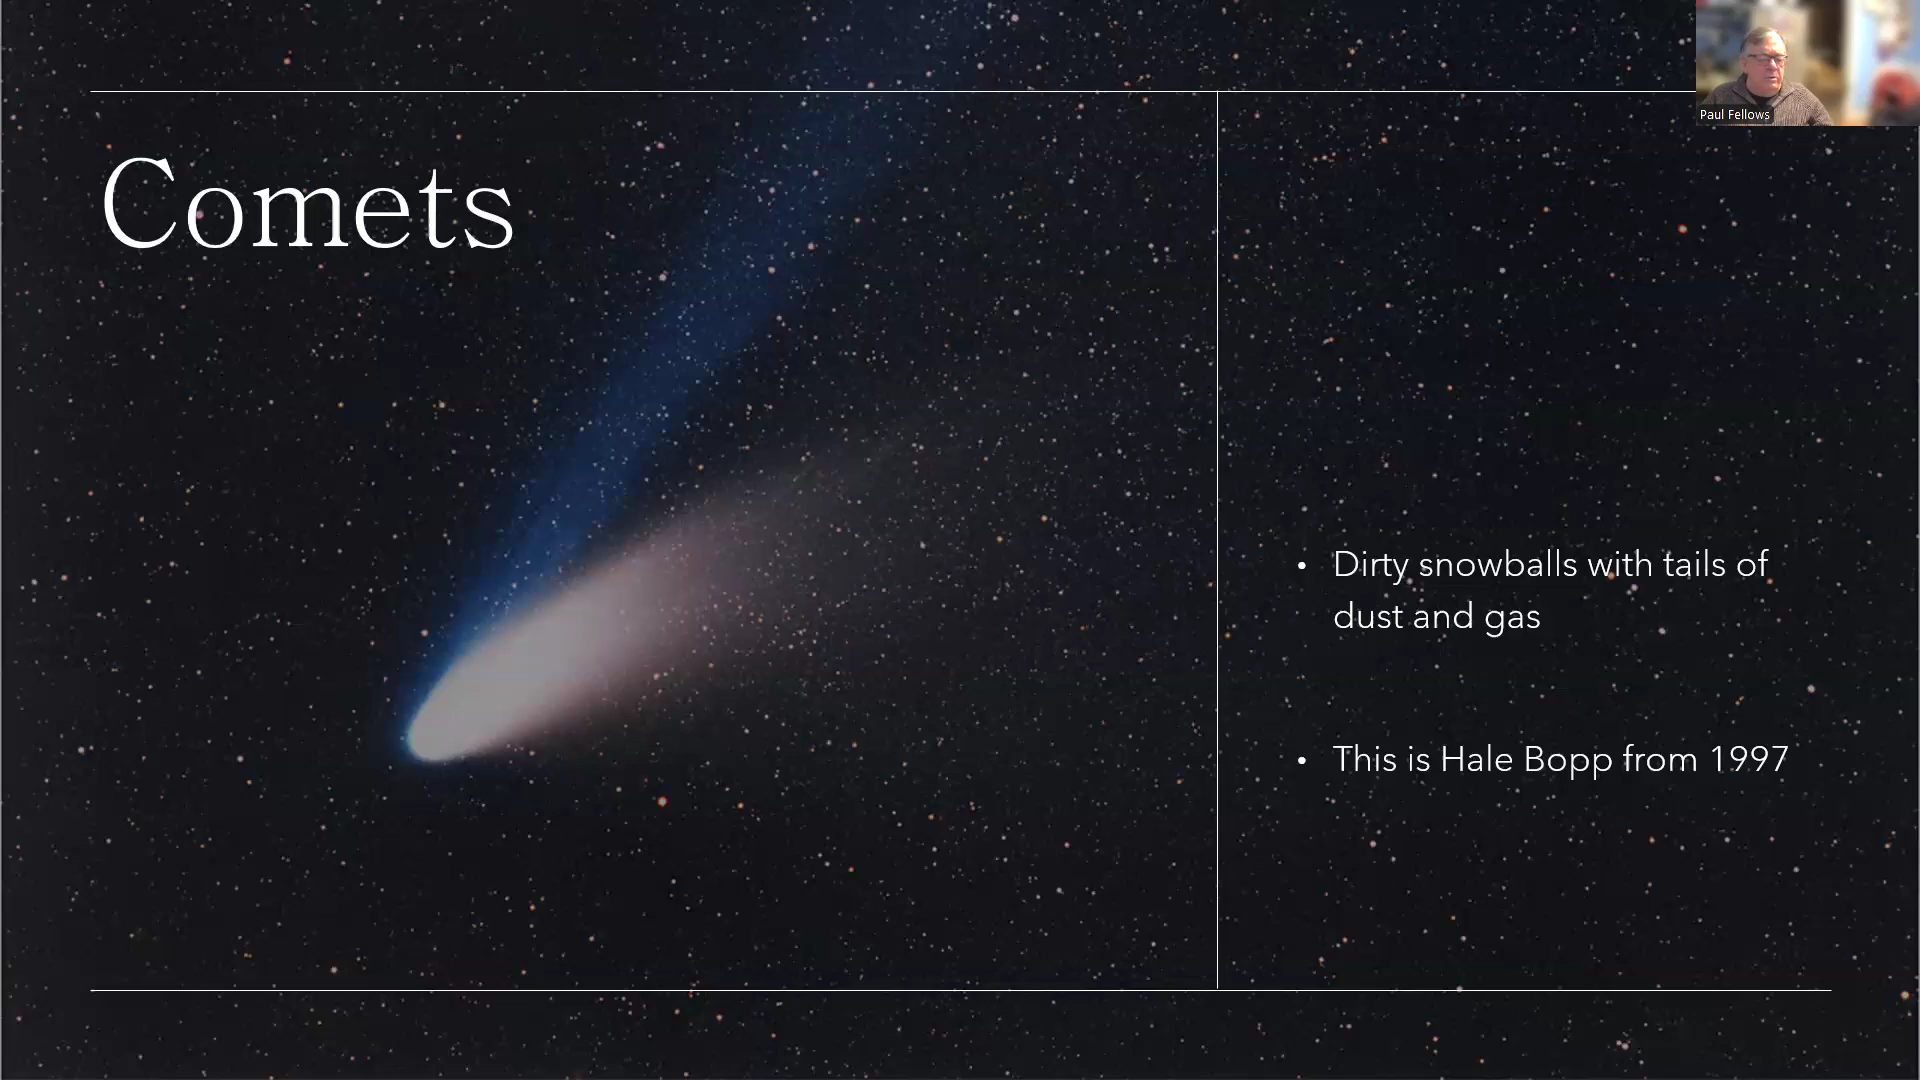 Paul Fellows
Comets
• Dirty snowballs with tails of
dust and gas
• This is Hale Bopp from 1997